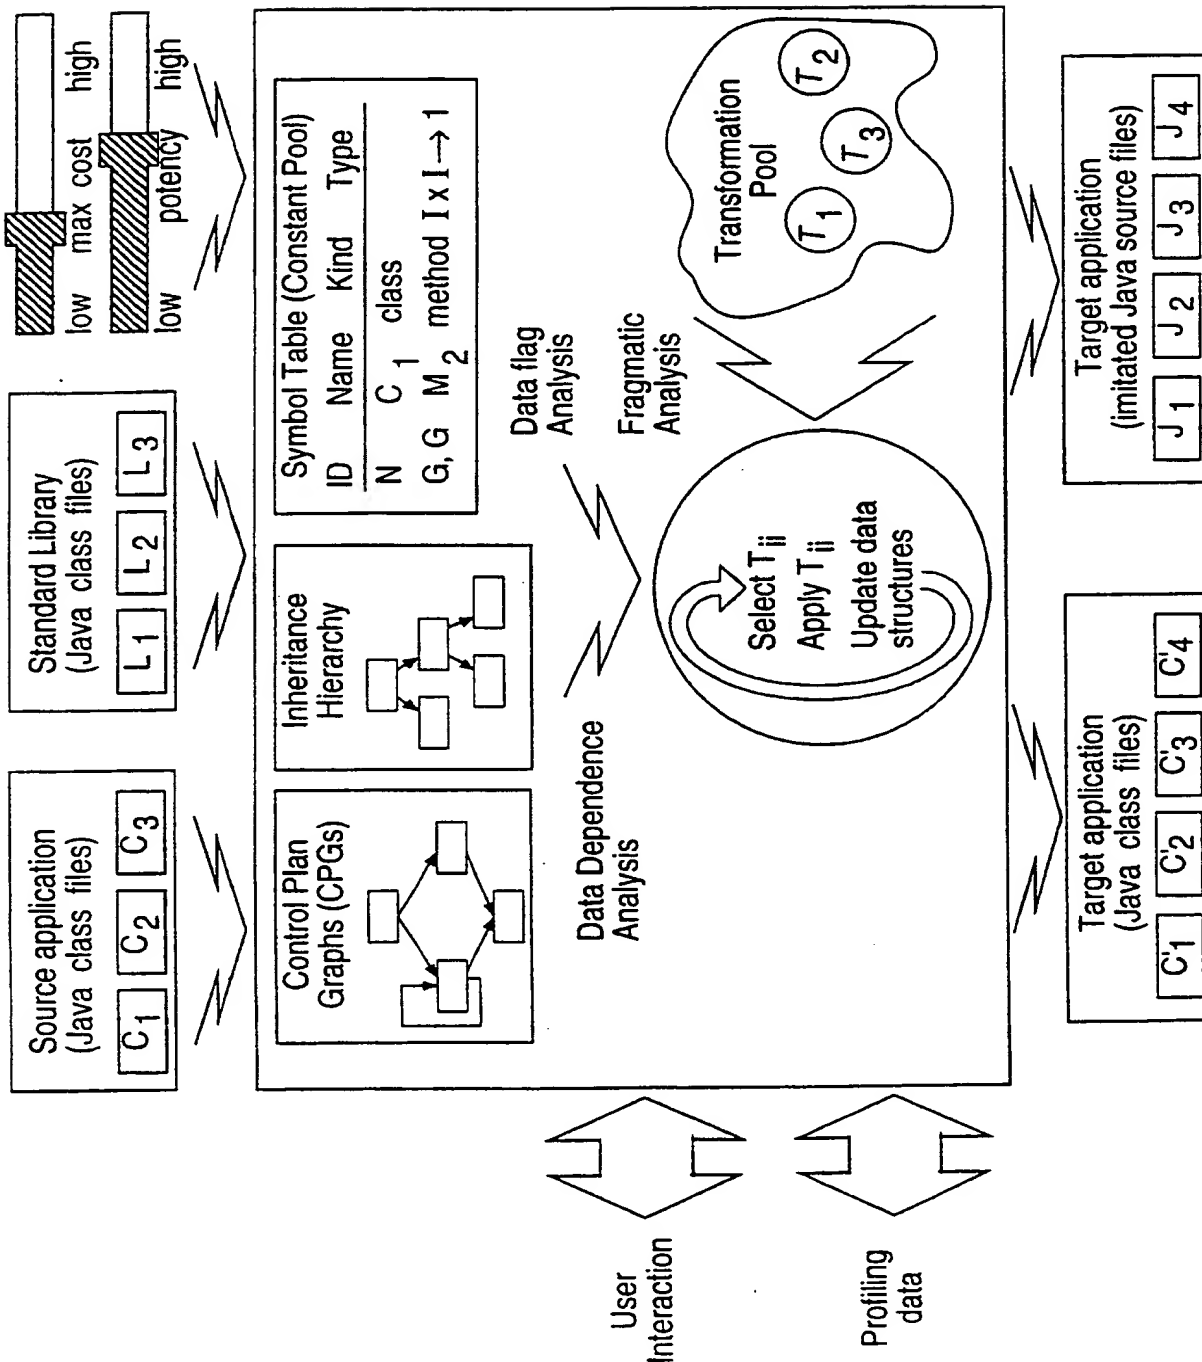 Source application
(Java class files)
C1 C2 C3
Standard Library
(Java class files)
L1 L2 L3
low max cost high
low potency high
Control Plan
Graphs (CPGs)
Inheritance
Hierarchy
Symbol Table (Constant Pool)
ID Name Kind Type
N C1 class
G, G M2 method I x I → 1
User
Interaction
Profiling
data
Data Dependence
Analysis
Data flag
Analysis
Fragmatic
Analysis
Select Tii
Apply Tii
Update data
structures
Transformation
Pool
T1 T3 T2
Target application
(Java class files)
C'1 C'2 C'3 C'4
Target application
(imitated Java source files)
J1 J2 J3 J4